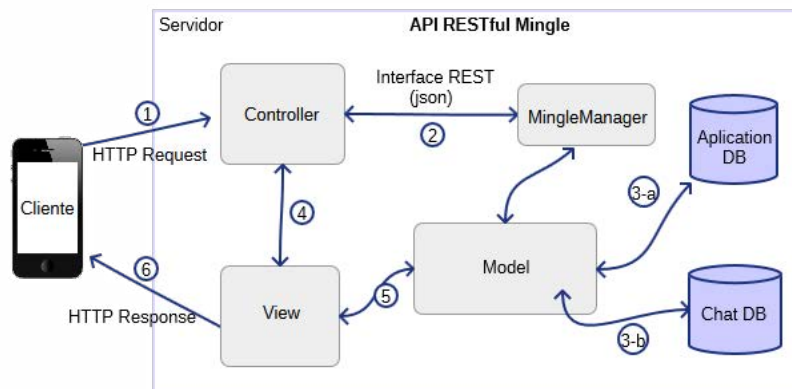 Servidor
API RESTful Mingle
Interface REST
(json)
1
Controller
2
MingleManager
Aplication
DB
HTTP Request
Cliente
3-a
4
Model
6
View
5
HTTP Response
3-b
Chat DB